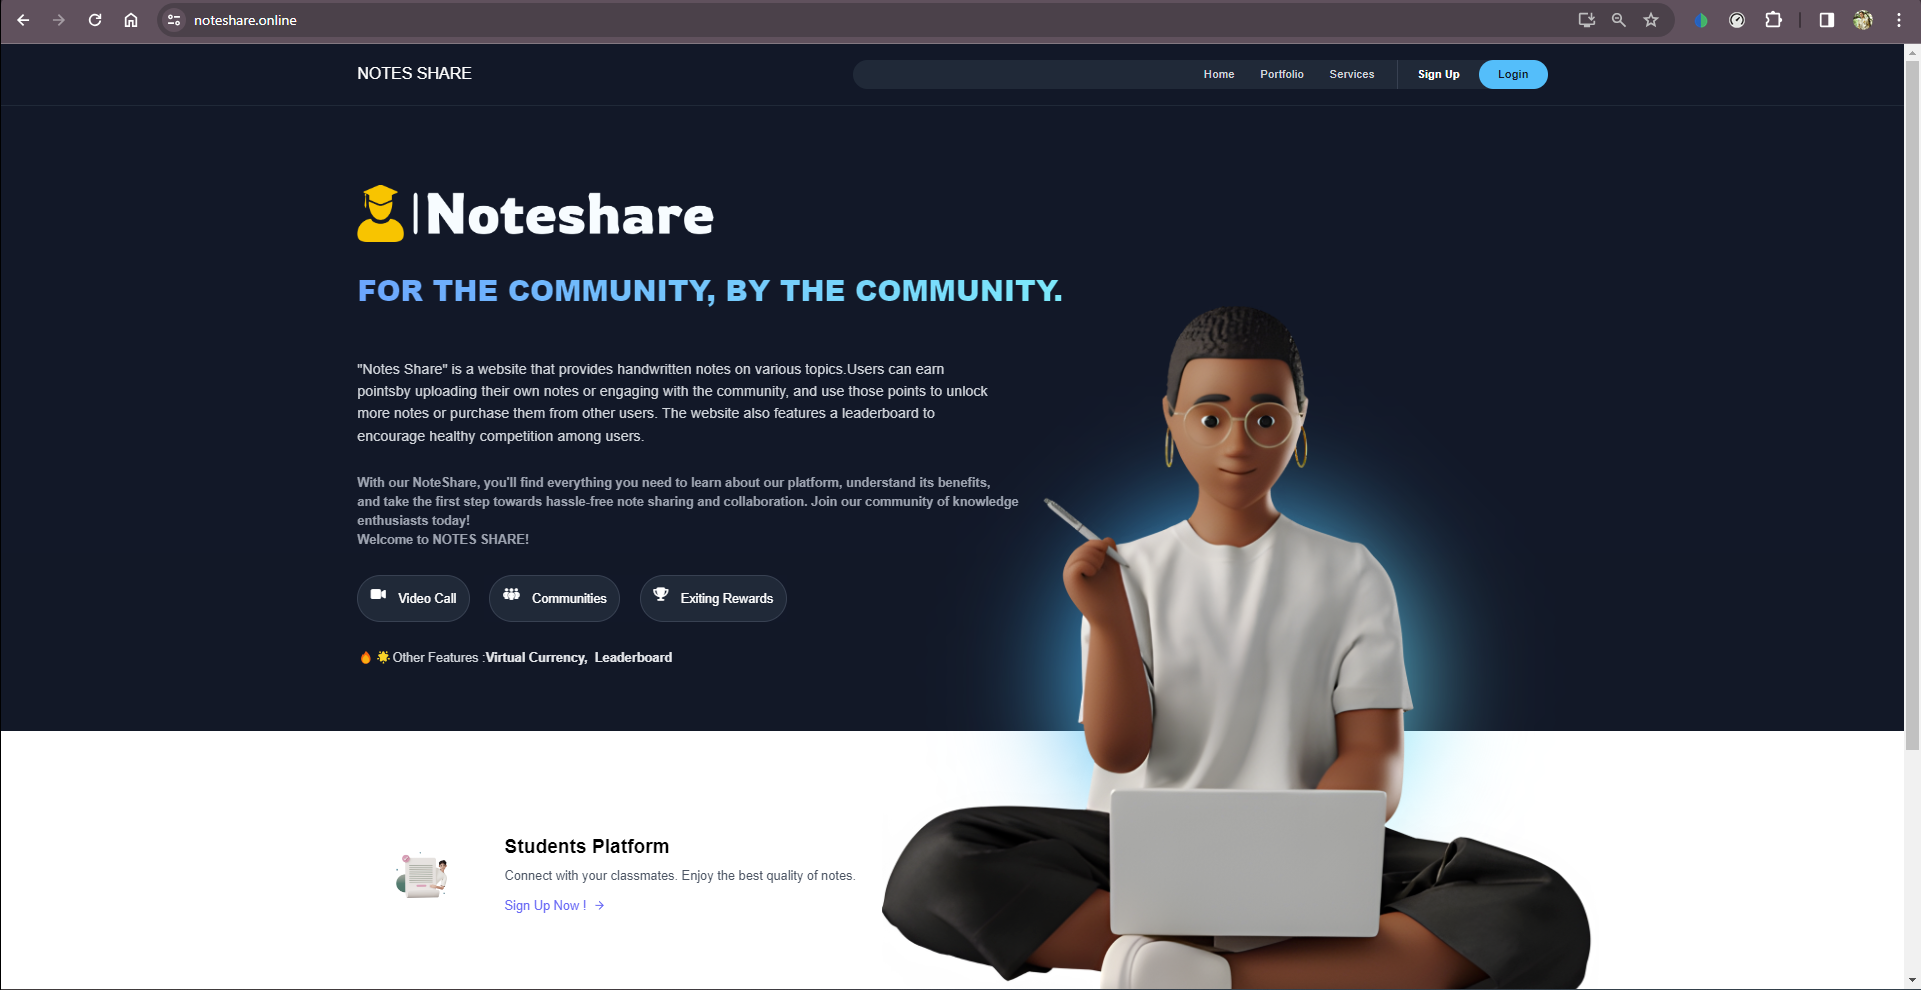 noteshare.online
NOTES SHARE
Home Portfolio Services Sign Up Login
Noteshare
FOR THE COMMUNITY, BY THE COMMUNITY.
"Notes Share" is a website that provides handwritten notes on various topics.Users can earn
pointsby uploading their own notes or engaging with the community, and use those points to unlock
more notes or purchase them from other users. The website also features a leaderboard to
encourage healthy competition among users.
With our NoteShare, you'll find everything you need to learn about our platform, understand its benefits,
and take the first step towards hassle-free note sharing and collaboration. Join our community of knowledge
enthusiasts today!
Welcome to NOTES SHARE!
Video Call Communities Exiting Rewards
🔥 🌟 Other Features :Virtual Currency, Leaderboard
Students Platform
Connect with your classmates. Enjoy the best quality of notes.
Sign Up Now ! →